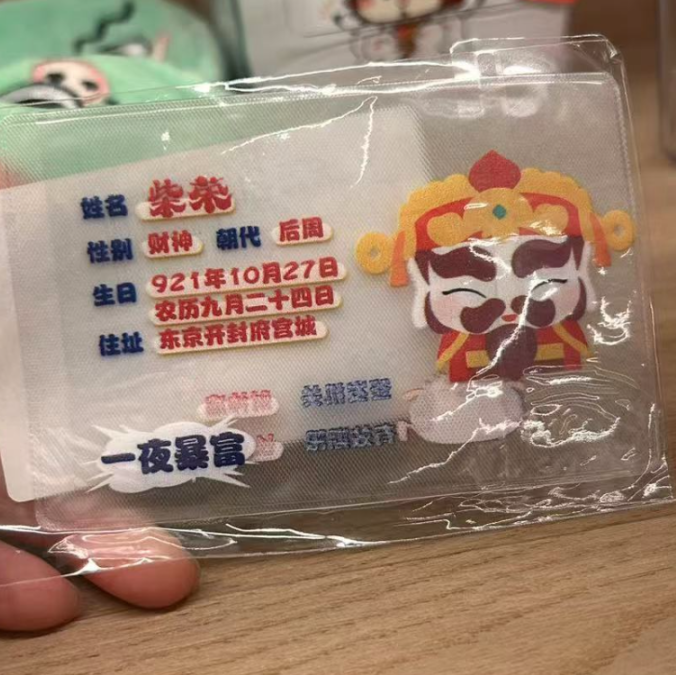 姓名 柴荣
性别 财神 朝代 后周
生日 921年10月27日
农历九月二十四日
住址 东京开封府宫城
一夜暴富